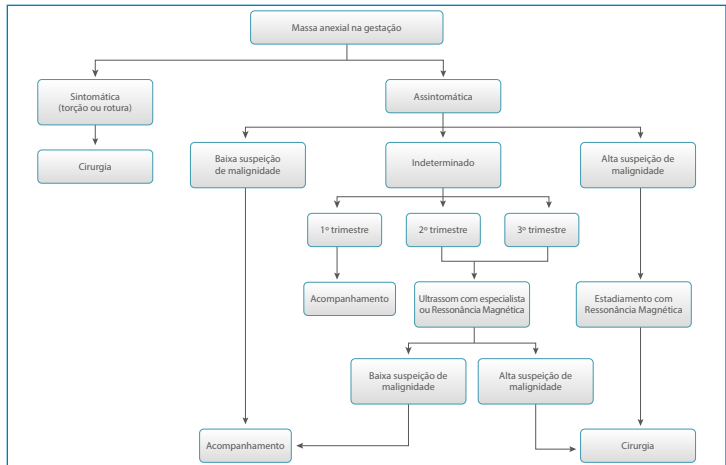 Massa anexial na gestação
Sintomática
(torção ou rotura)
Assintomática
Cirurgia
Baixa suspeição
de malignidade
Indeterminado
Alta suspeição de
malignidade
1º trimestre
2º trimestre
3º trimestre
Acompanhamento
Ultrassom com especialista
ou Ressonância Magnética
Estadiamento com
Ressonância Magnética
Baixa suspeição de
malignidade
Alta suspeição de
malignidade
Acompanhamento
Cirurgia